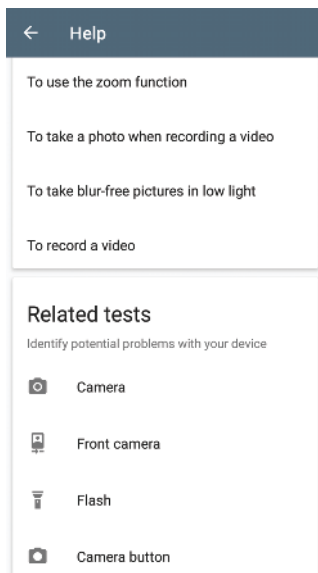 Help
To use the zoom function
To take a photo when recording a video
To take blur-free pictures in low light
To record a video
Related tests
Identify potential problems with your device
Camera
Front camera
Flash
Camera button